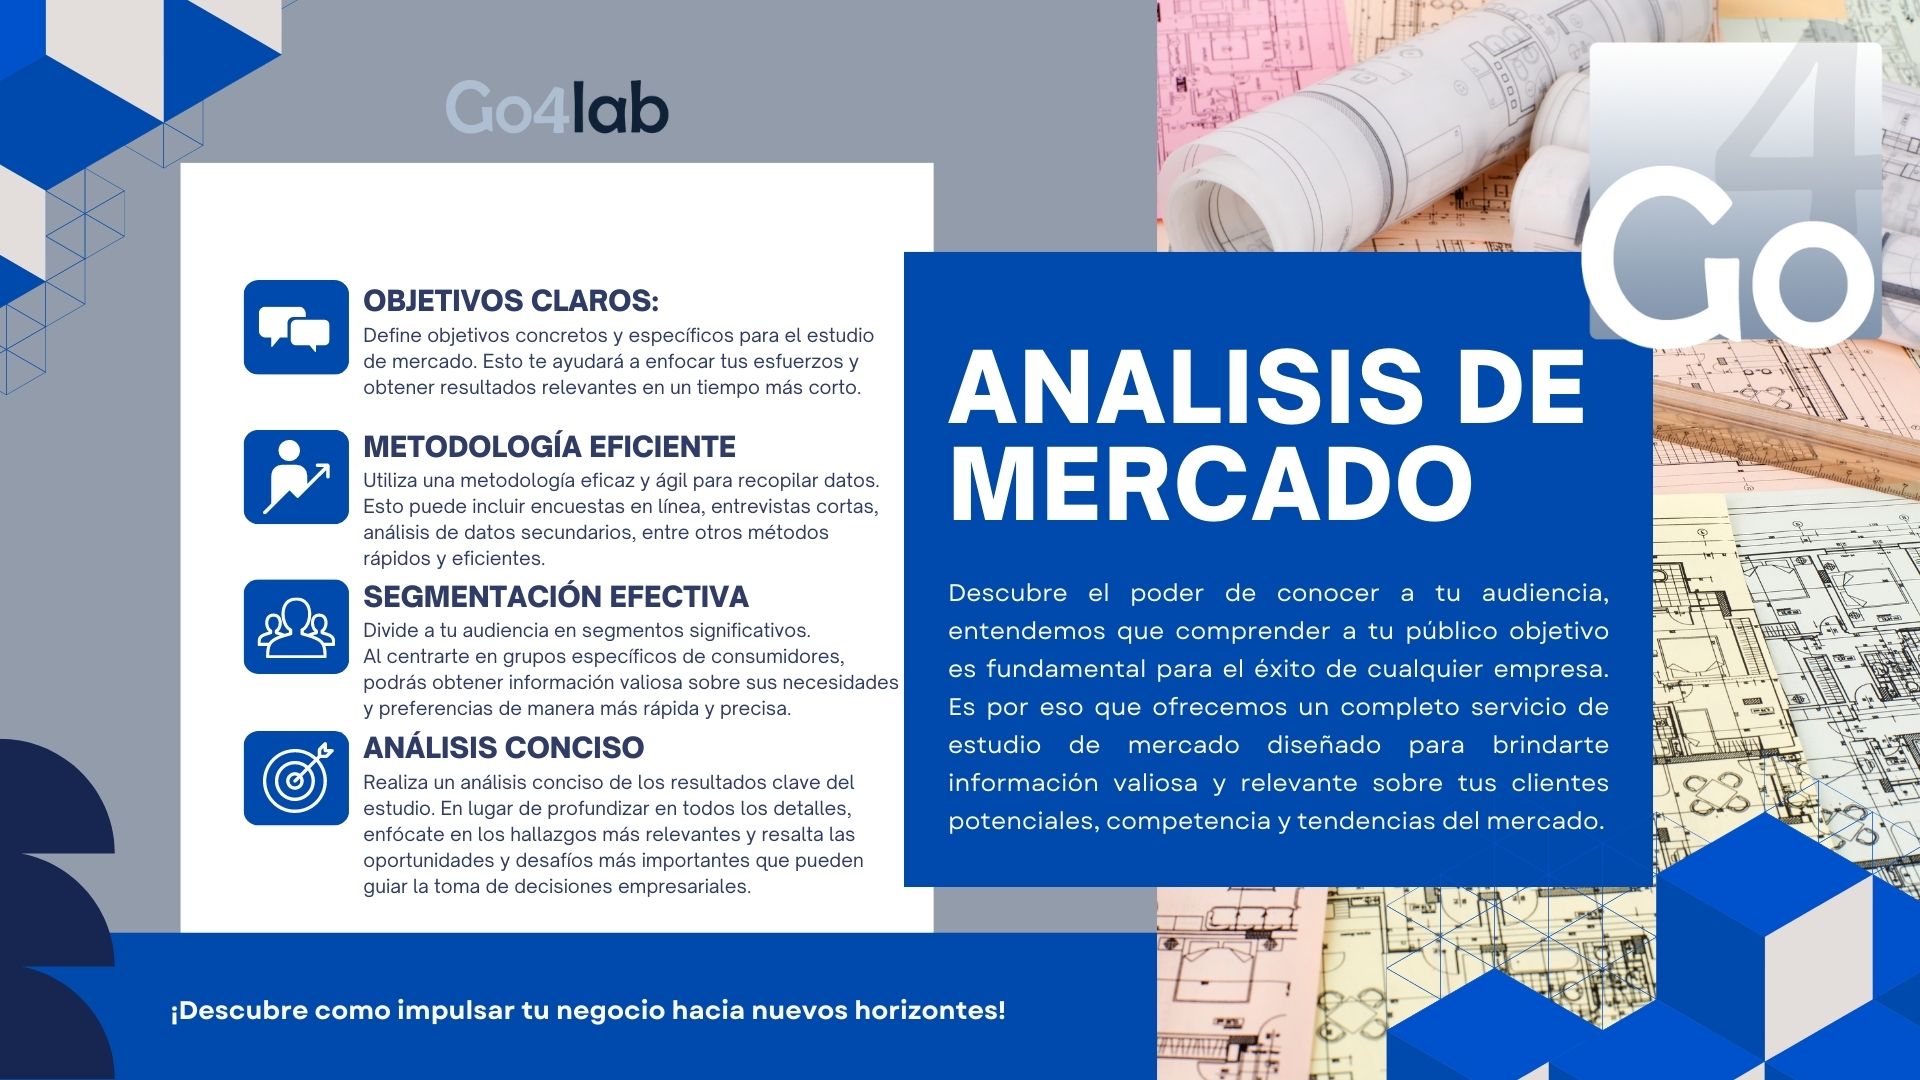 Go4lab
OBJETIVOS CLAROS:
Define objetivos concretos y específicos para el estudio
de mercado. Esto te ayudará a enfocar tus esfuerzos y
obtener resultados relevantes en un tiempo más corto.
METODOLOGÍA EFICIENTE
Utiliza una metodología eficaz y ágil para recopilar datos.
Esto puede incluir encuestas en línea, entrevistas cortas,
análisis de datos secundarios, entre otros métodos
rápidos y eficientes.
SEGMENTACIÓN EFECTIVA
Divide a tu audiencia en segmentos significativos.
Al centrarte en grupos específicos de consumidores,
podrás obtener información valiosa sobre sus necesidades
y preferencias de manera más rápida y precisa.
ANÁLISIS CONCISO
Realiza un análisis conciso de los resultados clave del
estudio. En lugar de profundizar en todos los detalles,
enfócate en los hallazgos más relevantes y resalta las
oportunidades y desafíos más importantes que pueden
guiar la toma de decisiones empresariales.
¡Descubre como impulsar tu negocio hacia nuevos horizontes!
4
Go
ANALISIS DE
MERCADO
Descubre el poder de conocer a tu audiencia,
entendemos que comprender a tu público objetivo
es fundamental para el éxito de cualquier empresa.
Es por eso que ofrecemos un completo servicio de
estudio de mercado diseñado para brindarte
información valiosa y relevante sobre tus clientes
potenciales, competencia y tendencias del mercado.